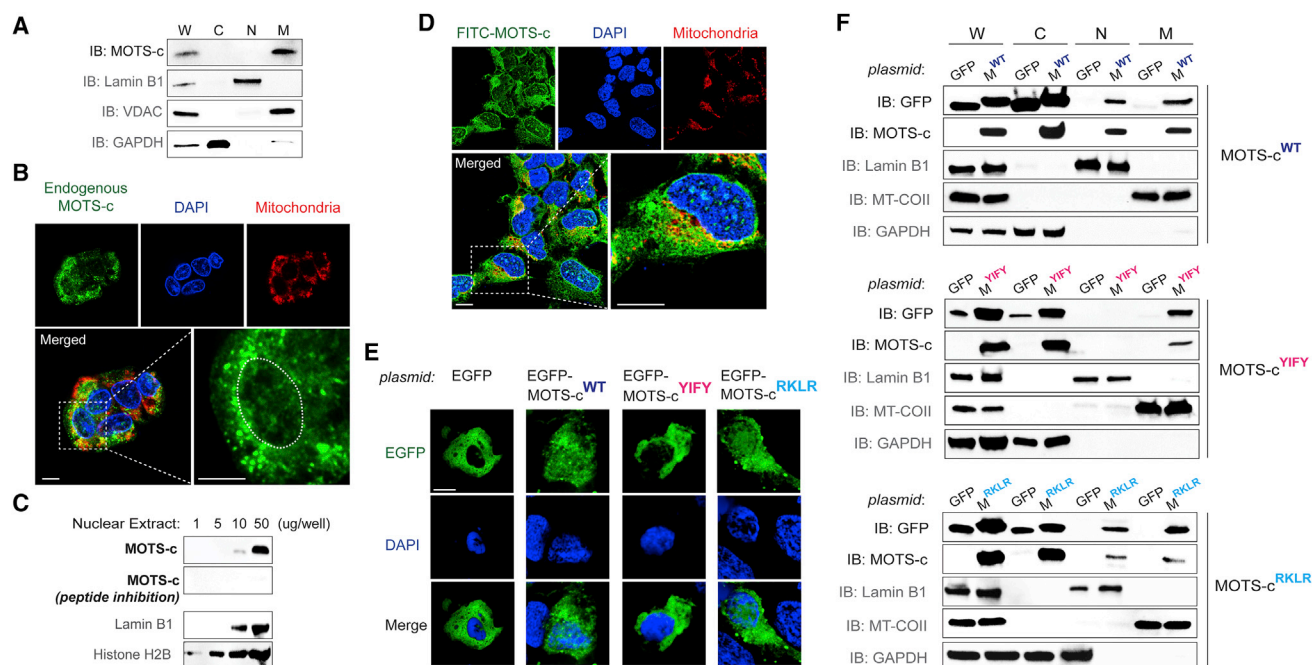 A
W C N M
IB: MOTS-c
IB: Lamin B1
IB: VDAC
IB: GAPDH
B
Endogenous
MOTS-c
DAPI
Mitochondria
Merged
C
Nuclear Extract: 1 5 10 50 (ug/well)
MOTS-c
MOTS-c
(peptide inhibition)
Lamin B1
Histone H2B
D
FITC-MOTS-c DAPI Mitochondria
Merged
E
plasmid: EGFP
EGFP-
MOTS-cWT
EGFP-
MOTS-cYIFY
EGFP-
MOTS-cRKLR
EGFP
DAPI
Merge
F
W C N M
plasmid: GFP MWT GFP MWT GFP MWT GFP MWT
IB: GFP
IB: MOTS-c
IB: Lamin B1
IB: MT-COII
IB: GAPDH
MOTS-cWT
plasmid: GFP MYIFY GFP MYIFY GFP MYIFY GFP MYIFY
IB: GFP
IB: MOTS-c
IB: Lamin B1
IB: MT-COII
IB: GAPDH
MOTS-cYIFY
plasmid: GFP MRKLR GFP MRKLR GFP MRKLR GFP MRKLR
IB: GFP
IB: MOTS-c
IB: Lamin B1
IB: MT-COII
IB: GAPDH
MOTS-cRKLR